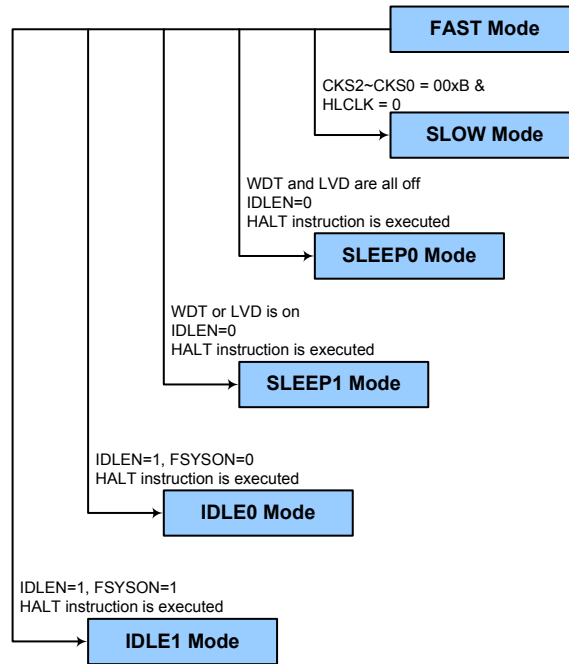 FAST Mode
CKS2~CKS0 = 00xB &
HLCLK = 0
SLOW Mode
WDT and LVD are all off
IDLEN=0
HALT instruction is executed
SLEEP0 Mode
WDT or LVD is on
IDLEN=0
HALT instruction is executed
SLEEP1 Mode
IDLEN=1, FSYSON=0
HALT instruction is executed
IDLE0 Mode
IDLEN=1, FSYSON=1
HALT instruction is executed
IDLE1 Mode